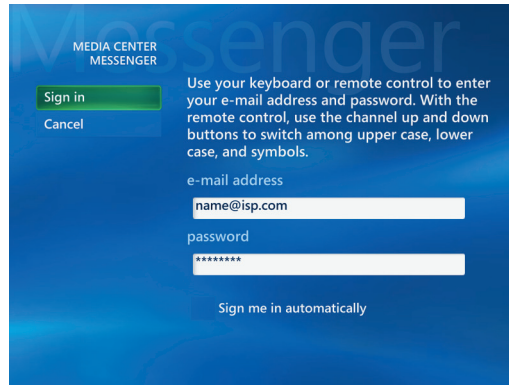 Messenger
MEDIA CENTER
MESSENGER
Sign in
Cancel
Use your keyboard or remote control to enter
your e-mail address and password. With the
remote control, use the channel up and down
buttons to switch among upper case, lower
case, and symbols.
e-mail address
name@isp.com
password
********
Sign me in automatically